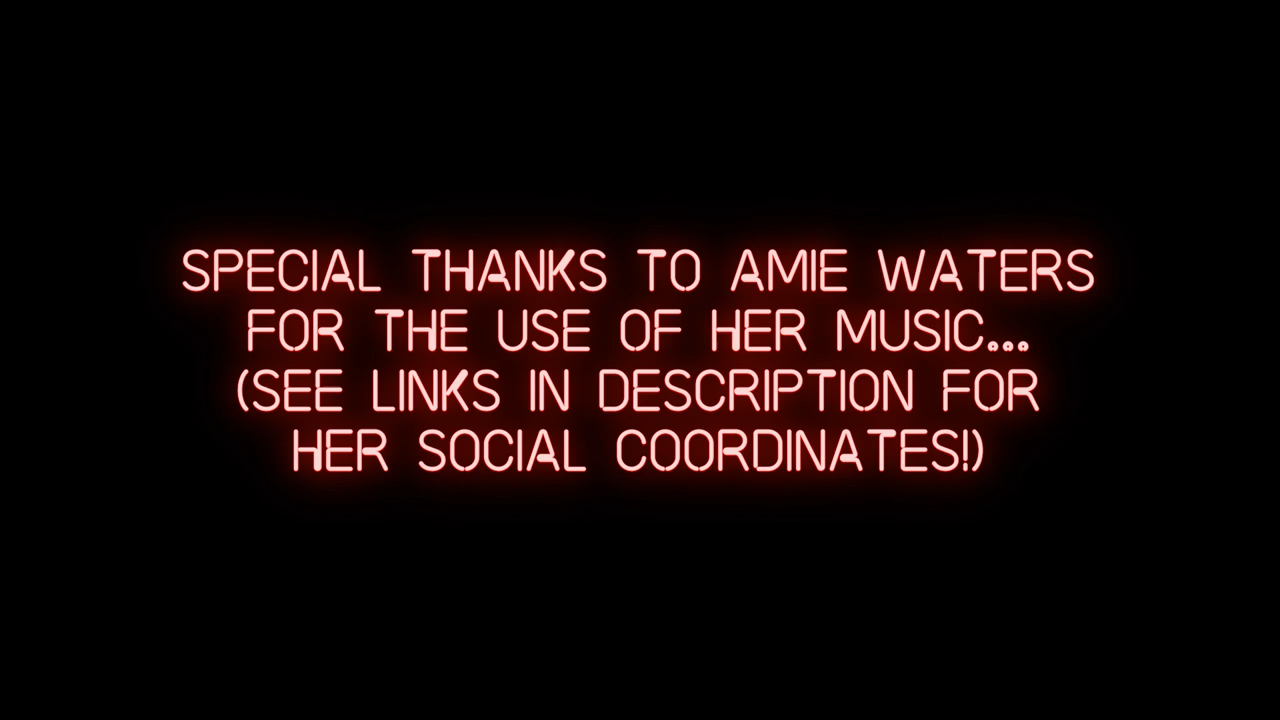 SPECIAL THANKS TO AMIE WATERS
FOR THE USE OF HER MUSIC...
(SEE LINKS IN DESCRIPTION FOR
HER SOCIAL COORDINATES!)